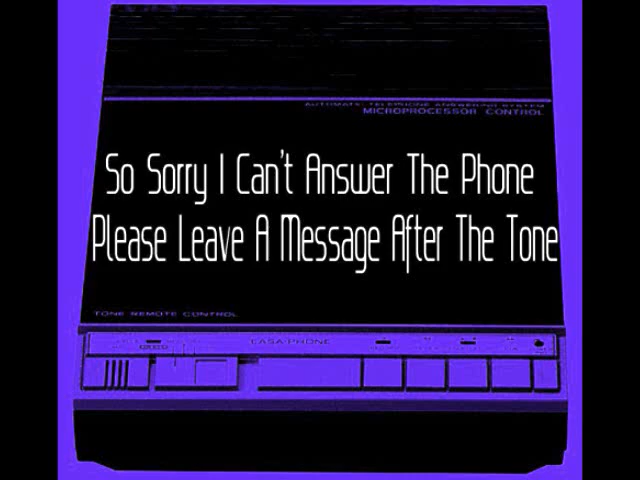 AUTOMATIC TELEPHONE ANSWERING SYSTEM
MICROPROCESSOR CONTROL
So Sorry I Can't Answer The Phone
Please Leave A Message After The Tone
TONE REMOTE CONTROL
CASA-PHONE